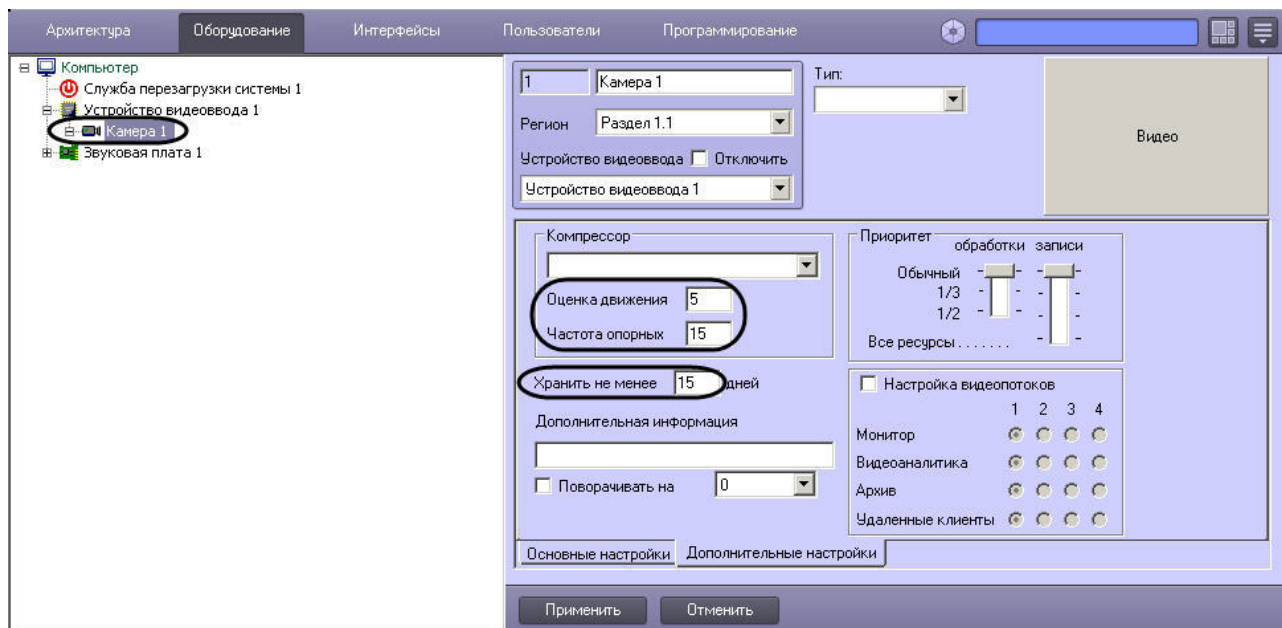 Архитектура Оборудование Интерфейсы Пользователи Программирование
Компьютер
Служба перезагрузки системы 1
Устройство видеоввода 1
Камера 1
Звуковая плата 1
1 Камера 1 Тип:
Регион Раздел 1.1
Устройство видеоввода Отключить
Устройство видеоввода 1
Видео
Компрессор
Оценка движения 5
Частота опорных 15
Хранить не менее 15 дней
Дополнительная информация
Поворачивать на 0
Приоритет обработки записи
Обычный
1/3
1/2
Все ресурсы . . . . . . .
Настройка видеопотоков
1 2 3 4
Монитор
Видеоаналитика
Архив
Удаленные клиенты
Основные настройки Дополнительные настройки
Применить Отменить